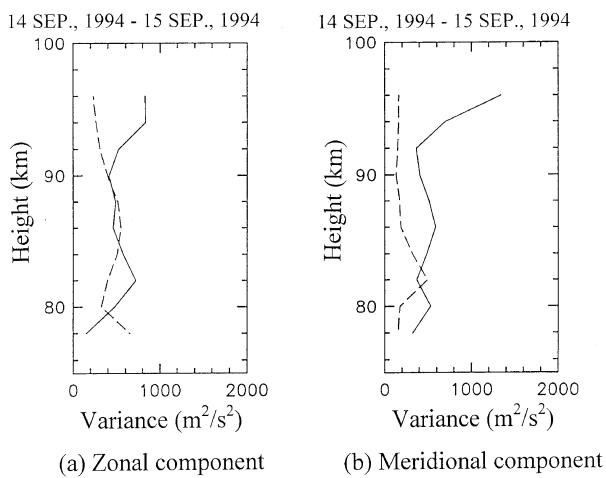 14 SEP., 1994 - 15 SEP., 1994
100
90
80
Height (km)
0 1000 2000
Variance (m²/s²)
(a) Zonal component
14 SEP., 1994 - 15 SEP., 1994
100
90
80
Height (km)
0 1000 2000
Variance (m²/s²)
(b) Meridional component